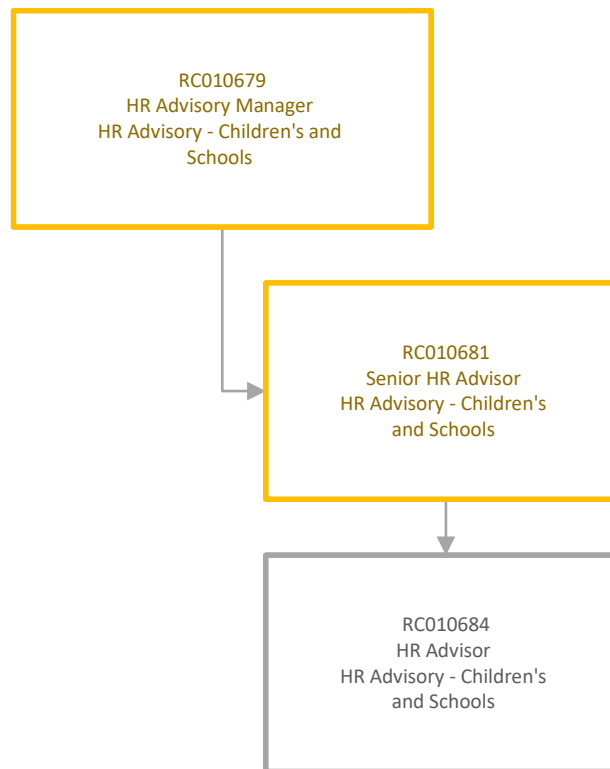 RC010679
HR Advisory Manager
HR Advisory - Children's and
Schools
RC010681
Senior HR Advisor
HR Advisory - Children's
and Schools
RC010684
HR Advisor
HR Advisory - Children's
and Schools